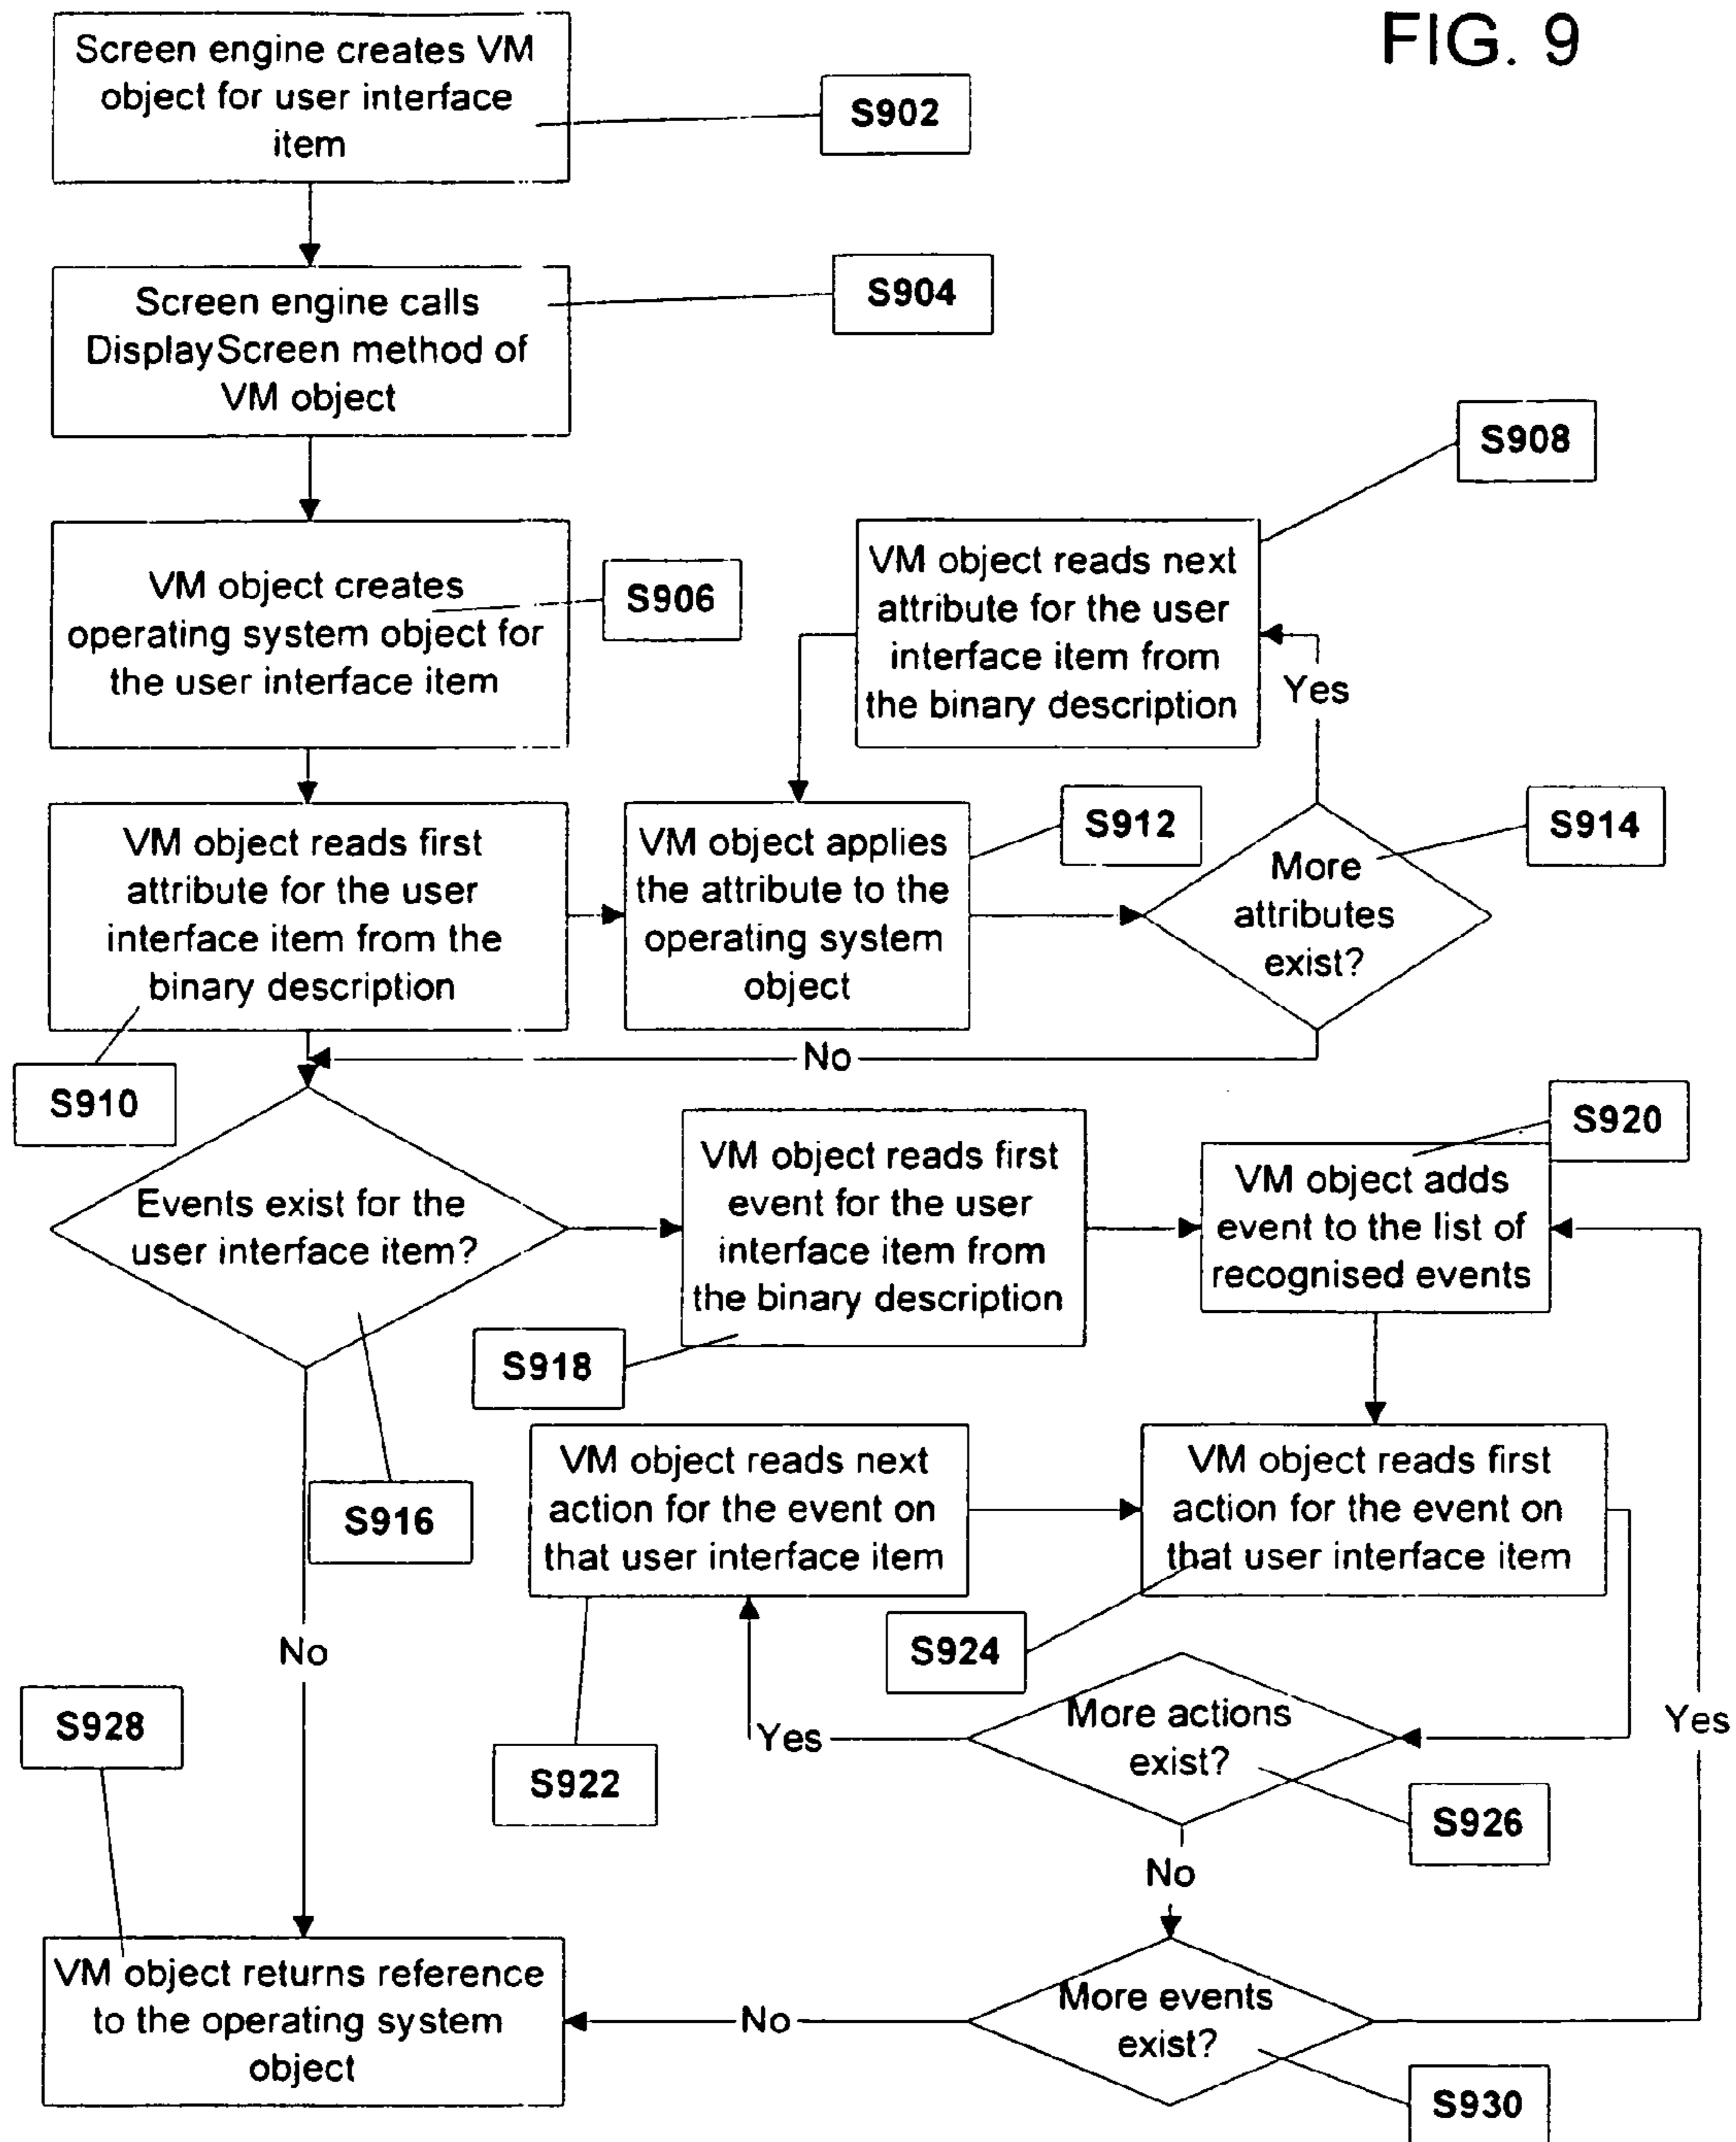 FIG. 9
Screen engine creates VM
object for user interface
item
S902
Screen engine calls
DisplayScreen method of
VM object
S904
VM object creates
operating system object for
the user interface item
S906
VM object reads next
attribute for the user
interface item from
the binary description
S908
Yes
VM object reads first
attribute for the user
interface item from the
binary description
S910
VM object applies
the attribute to the
operating system
object
S912
More
attributes
exist?
S914
No
Events exist for the
user interface item?
S916
VM object reads first
event for the user
interface item from
the binary description
S918
VM object adds
event to the list of
recognised events
S920
VM object reads next
action for the event on
that user interface item
S922
VM object reads first
action for the event on
that user interface item
S924
No
More actions
exist?
S926
Yes
Yes
No
S928
VM object returns reference
to the operating system
object
No
More events
exist?
S930